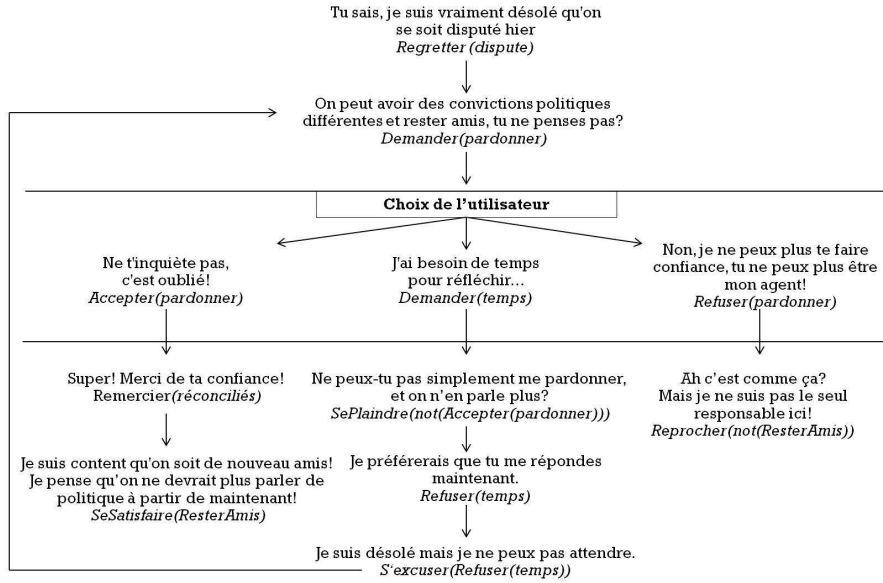 Tu sais, je suis vraiment désolé qu'on
se soit disputé hier
Regretter (dispute)
On peut avoir des convictions politiques
différentes et rester amis, tu ne penses pas?
Demander(pardonner)
Choix de l'utilisateur
Ne t'inquiète pas,
c'est oublié!
Accepter(pardonner)
J'ai besoin de temps
pour réfléchir...
Demander(temps)
Non, je ne peux plus te faire
confiance, tu ne peux plus être
mon agent!
Refuser(pardonner)
Super! Merci de ta confiance!
Remercier(réconciliés)
Ne peux-tu pas simplement me pardonner,
et on n'en parle plus?
SePlaindre(not(Accepter(pardonner)))
Ah c'est comme ça?
Mais je ne suis pas le seul
responsable ici!
Reprocher(not(ResterAmis))
Je suis content qu'on soit de nouveau amis!
Je pense qu'on ne devrait plus parler de
politique à partir de maintenant!
SeSatisfaire(ResterAmis)
Je préférerais que tu me répondes
maintenant.
Refuser(temps)
Je suis désolé mais je ne peux pas attendre.
S'excuser(Refuser(temps))